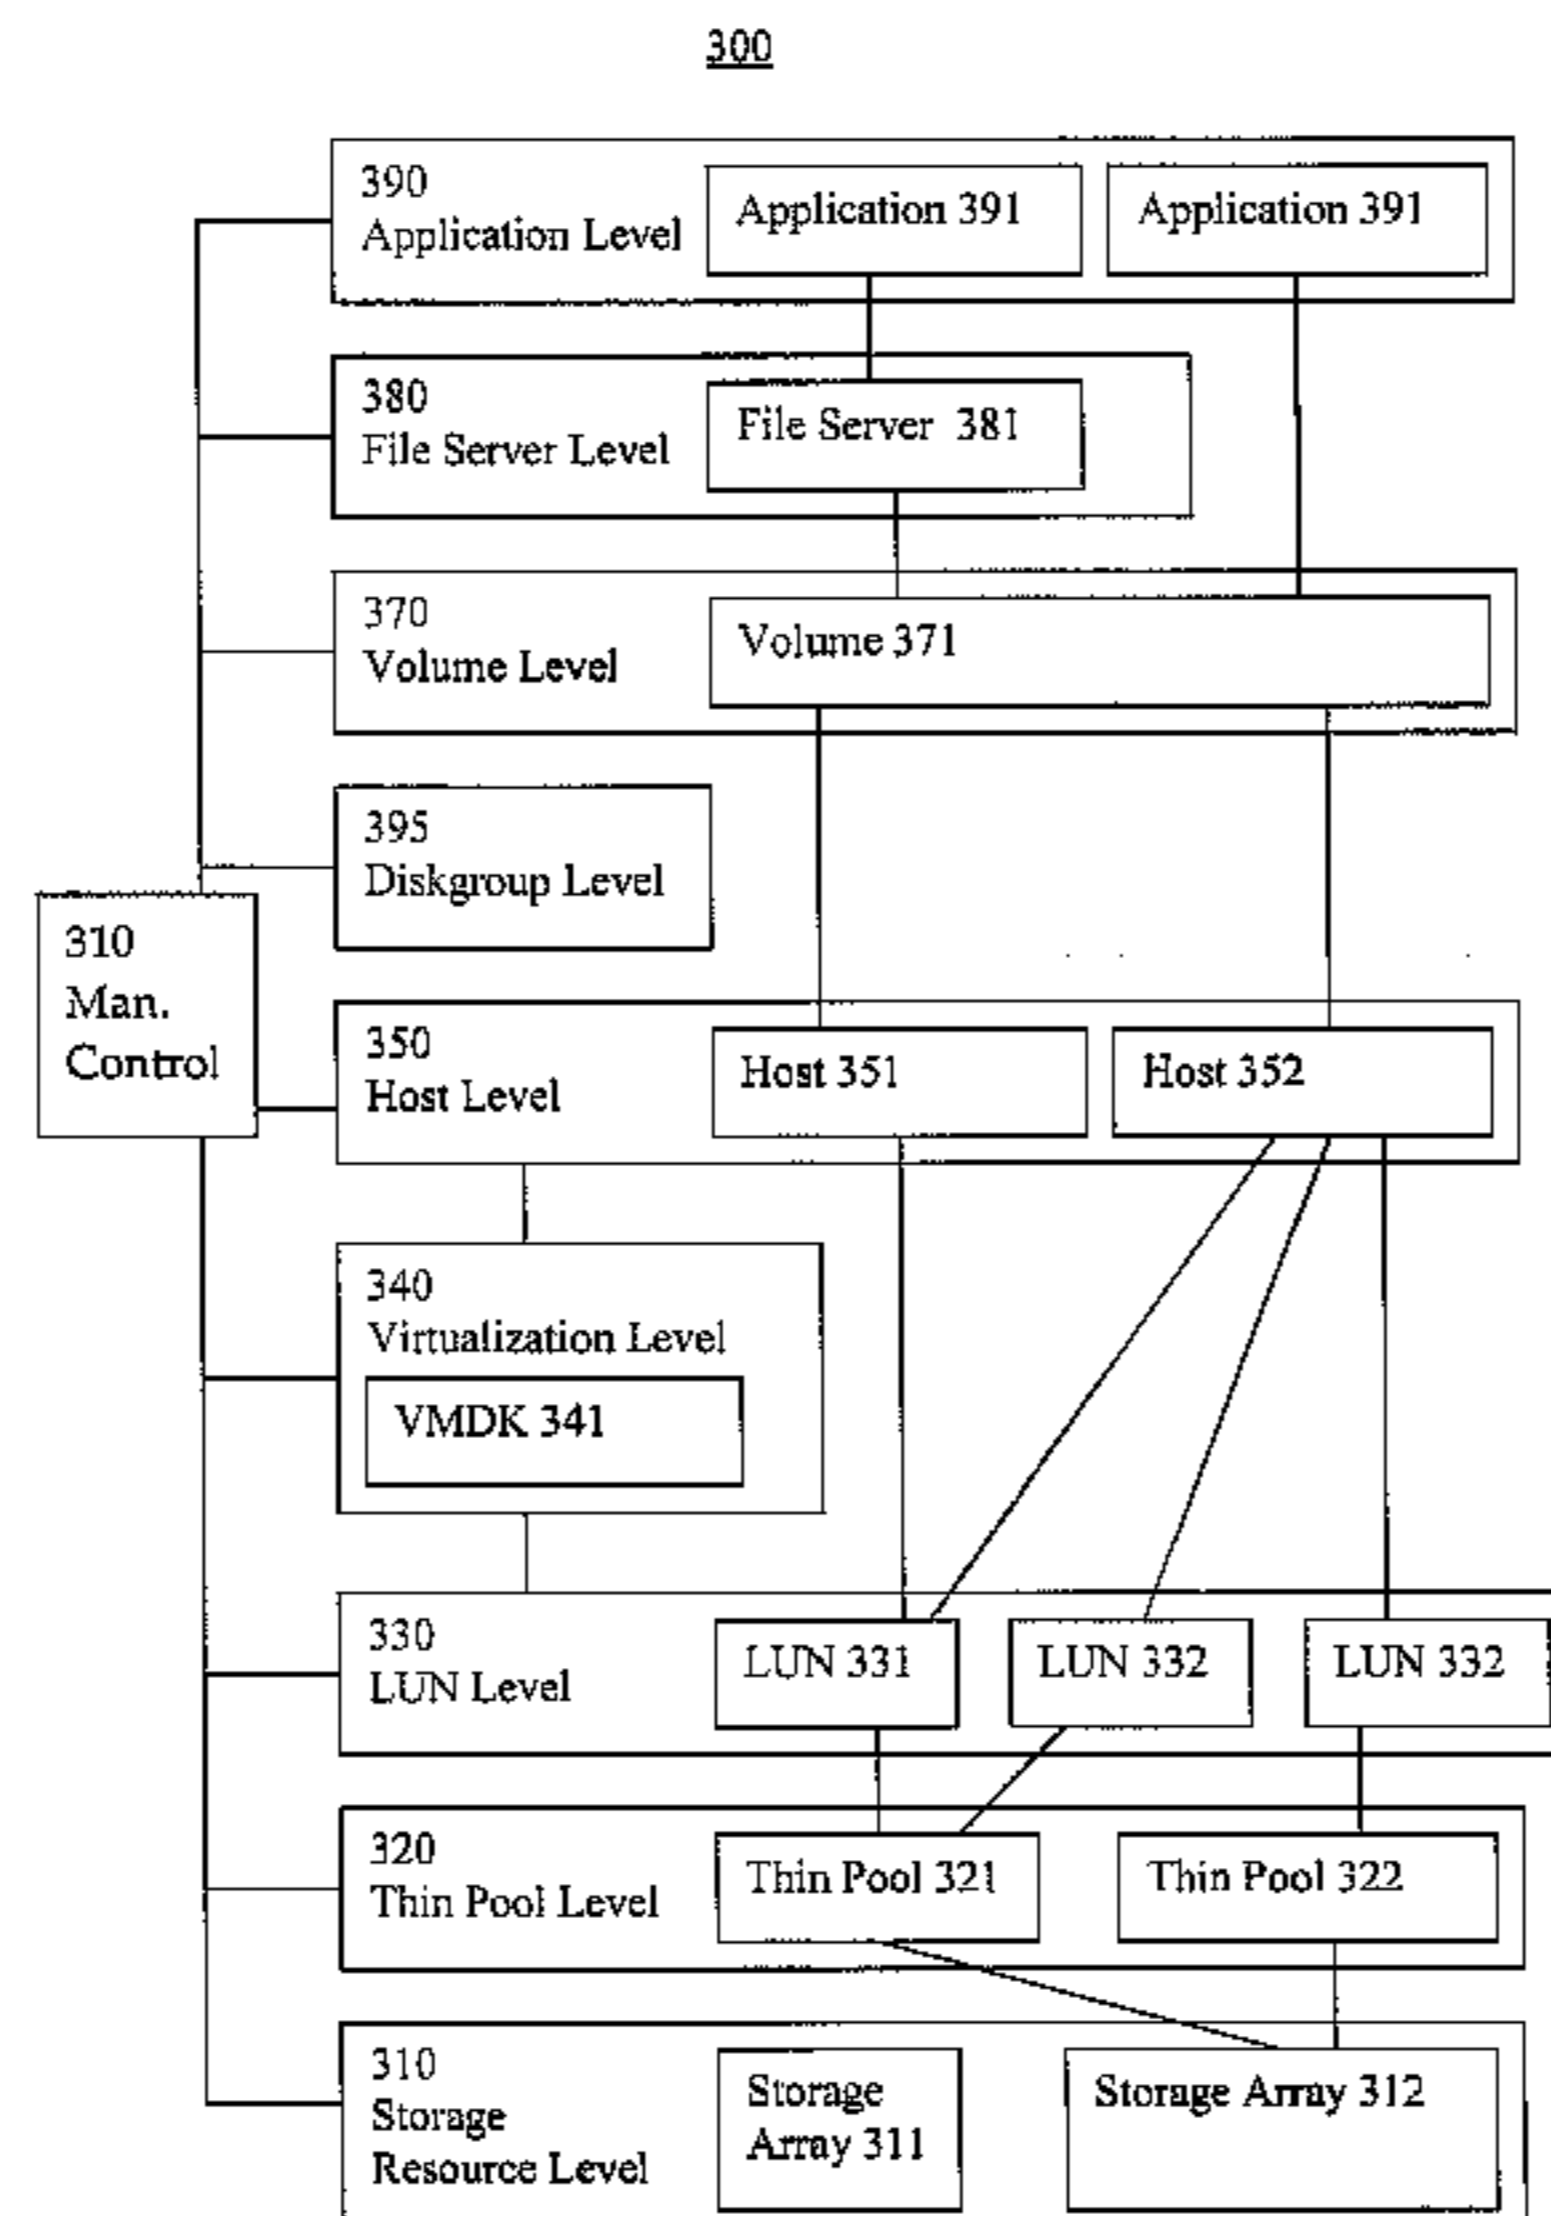 300
390
Application Level
Application 391
Application 391
380
File Server Level
File Server 381
370
Volume Level
Volume 371
395
Diskgroup Level
310
Man.
Control
350
Host Level
Host 351
Host 352
340
Virtualization Level
VMDK 341
330
LUN Level
LUN 331
LUN 332
LUN 332
320
Thin Pool Level
Thin Pool 321
Thin Pool 322
310
Storage
Resource Level
Storage
Array 311
Storage Array 312